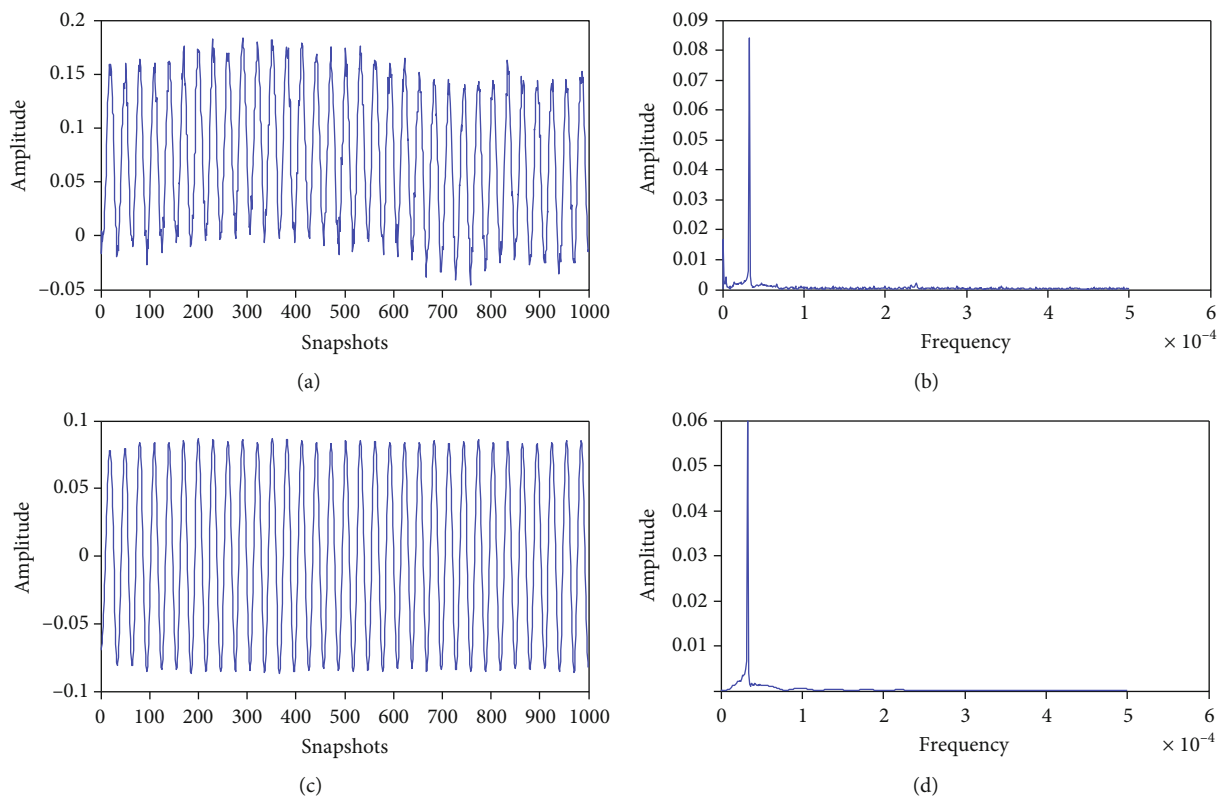 0.2
0.15
0.1
0.05
0
−0.05
Amplitude
0 100 200 300 400 500 600 700 800 900 1000
Snapshots
(a)
0.09
0.08
0.07
0.06
0.05
0.04
0.03
0.02
0.01
0
Amplitude
0 1 2 3 4 5 6
Frequency × 10−4
(b)
0.1
0.05
0
−0.05
−0.1
Amplitude
0 100 200 300 400 500 600 700 800 900 1000
Snapshots
(c)
0.06
0.05
0.04
0.03
0.02
0.01
Amplitude
0 1 2 3 4 5 6
Frequency × 10−4
(d)